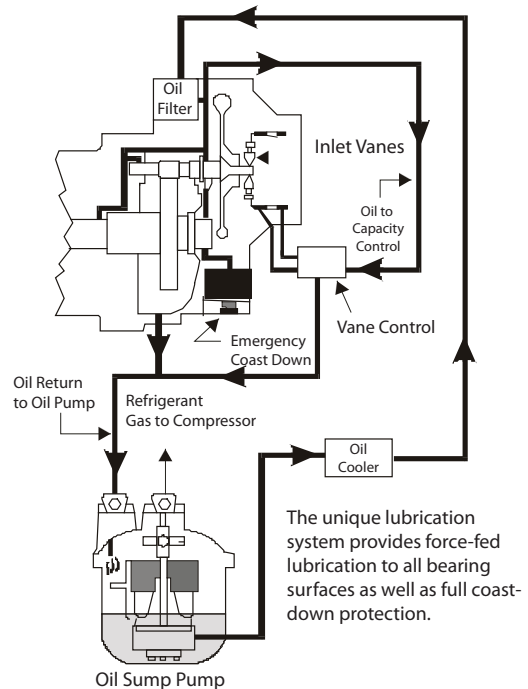 Oil
Filter
Inlet Vanes
Oil to
Capacity
Control
Vane Control
Emergency
Coast Down
Oil Return
to Oil Pump
Refrigerant
Gas to Compressor
Oil
Cooler
The unique lubrication
system provides force-fed
lubrication to all bearing
surfaces as well as full coast-
down protection.
Oil Sump Pump